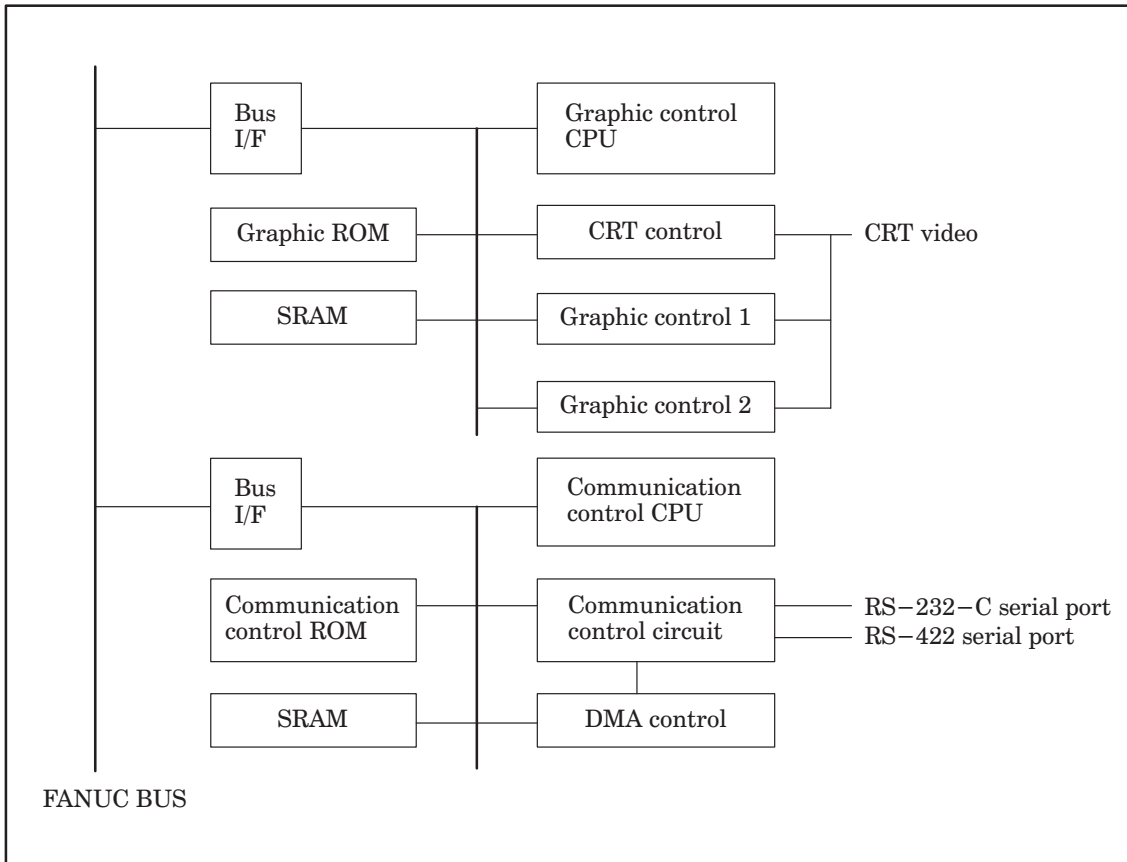 Bus
I/F
Graphic control
CPU
Graphic ROM
CRT control
CRT video
SRAM
Graphic control 1
Graphic control 2
Bus
I/F
Communication
control CPU
Communication
control ROM
Communication
control circuit
RS−232−C serial port
RS−422 serial port
SRAM
DMA control
FANUC BUS